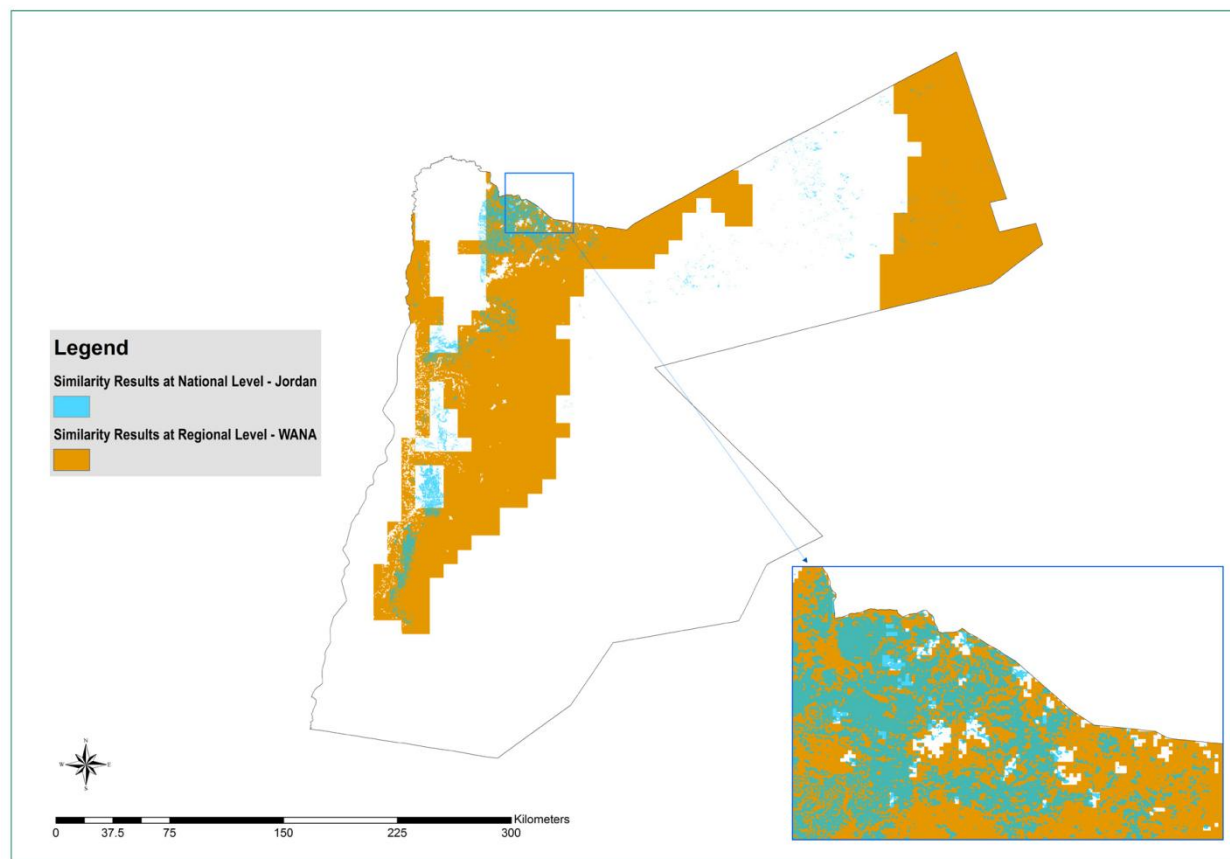 Legend
Similarity Results at National Level - Jordan
Similarity Results at Regional Level - WANA
N
W E
S
Kilometers
0 37.5 75 150 225 300